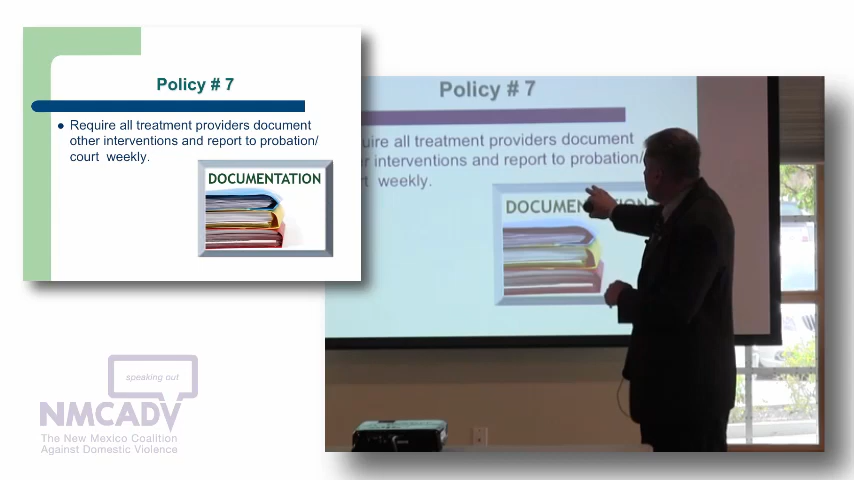 Policy # 7
Require all treatment providers document
other interventions and report to probation/
court weekly.
DOCUMENTATION
Policy # 7
uire all treatment providers document
r interventions and report to probation/
rt weekly.
DOCUMEN ION
speaking out
NMCADV
The New Mexico Coalition
Against Domestic Violence